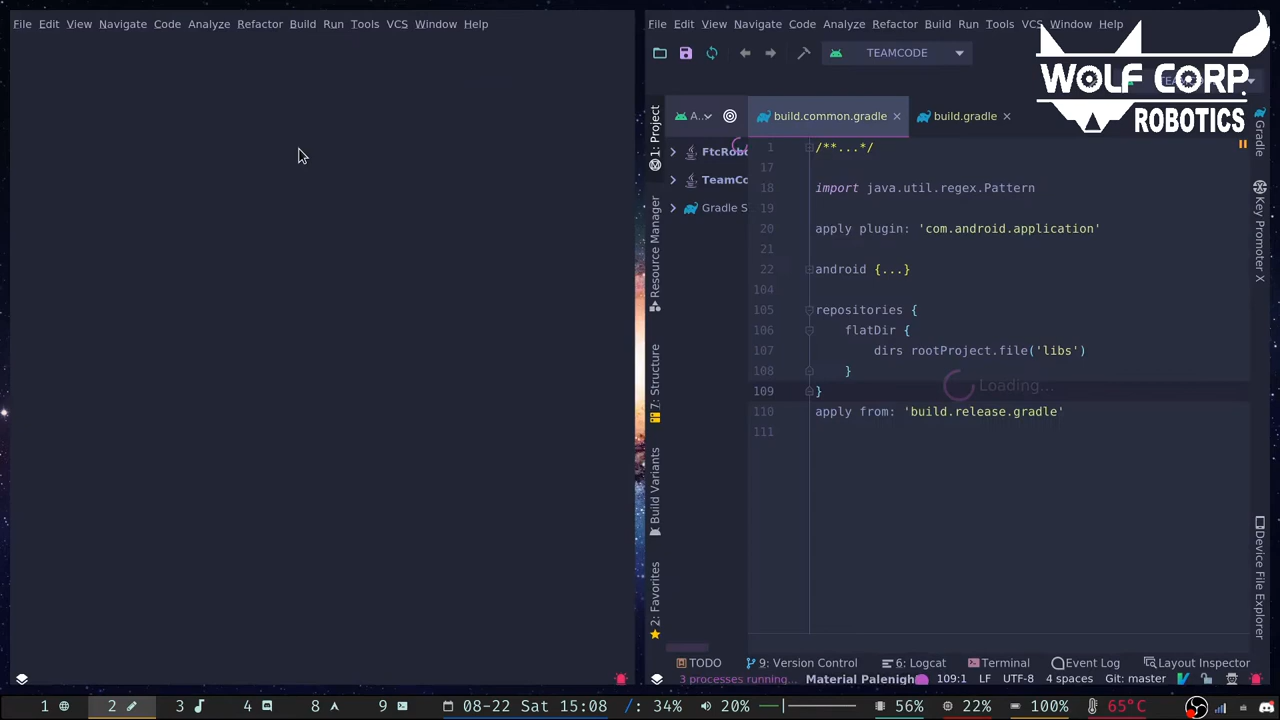 File Edit View Navigate Code Analyze Refactor Build Run Tools VCS Window Help
File Edit View Navigate Code Analyze Refactor Build Run Tools VCS Window Help
TEAMCODE
WOLF CORP.
ROBOTICS
1: Project
Resource Manager
7: Structure
Build Variants
2: Favorites
A..
build.common.gradle
build.gradle
FtcRob
TeamCo
Gradle S
1 /**...*/
17
18 import java.util.regex.Pattern
19
20 apply plugin: 'com.android.application'
21
22 android {...}
104
105 repositories {
106 flatDir {
107 dirs rootProject.file('libs')
108 }
109 }
110 apply from: 'build.release.gradle'
111
Loading...
Gradle
Key Promoter X
Device File Explorer
TODO 9: Version Control 6: Logcat Terminal Event Log Layout Inspector
3 processes running... Material Palenigh 109:1 LF UTF-8 4 spaces Git: master
1 2 3 4 8 9 08-22 Sat 15:08 /: 34% 20% 56% 22% 100% 65°C